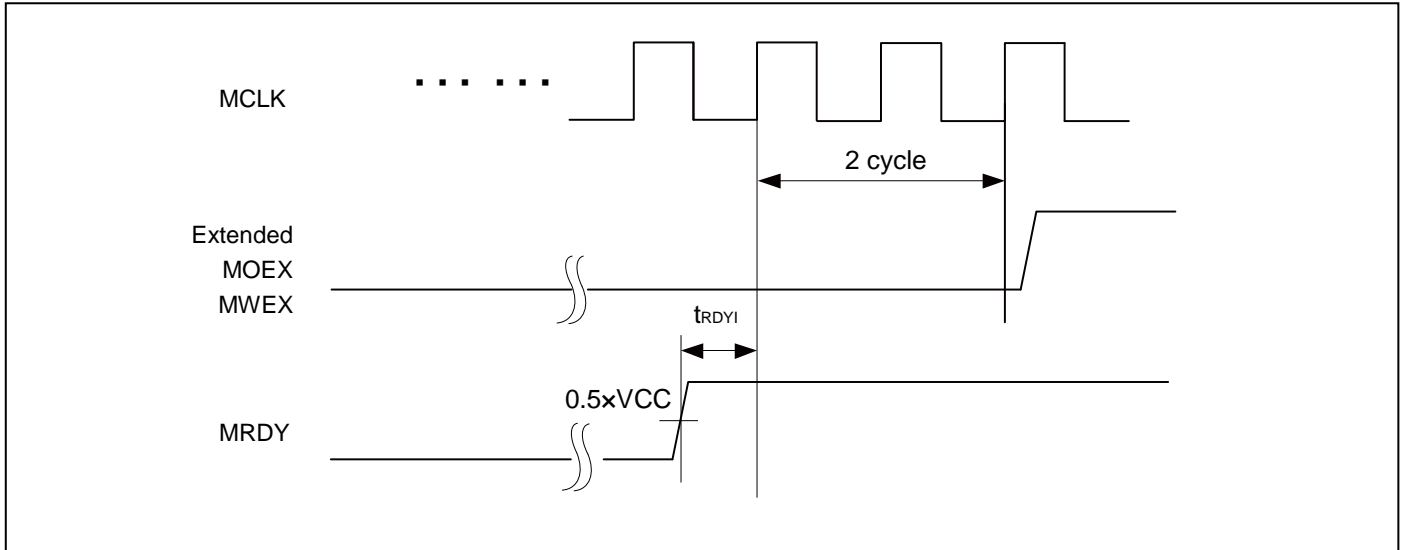 MCLK
... ...
2 cycle
Extended
MOEX
MWEX
tRDYI
0.5×VCC
MRDY